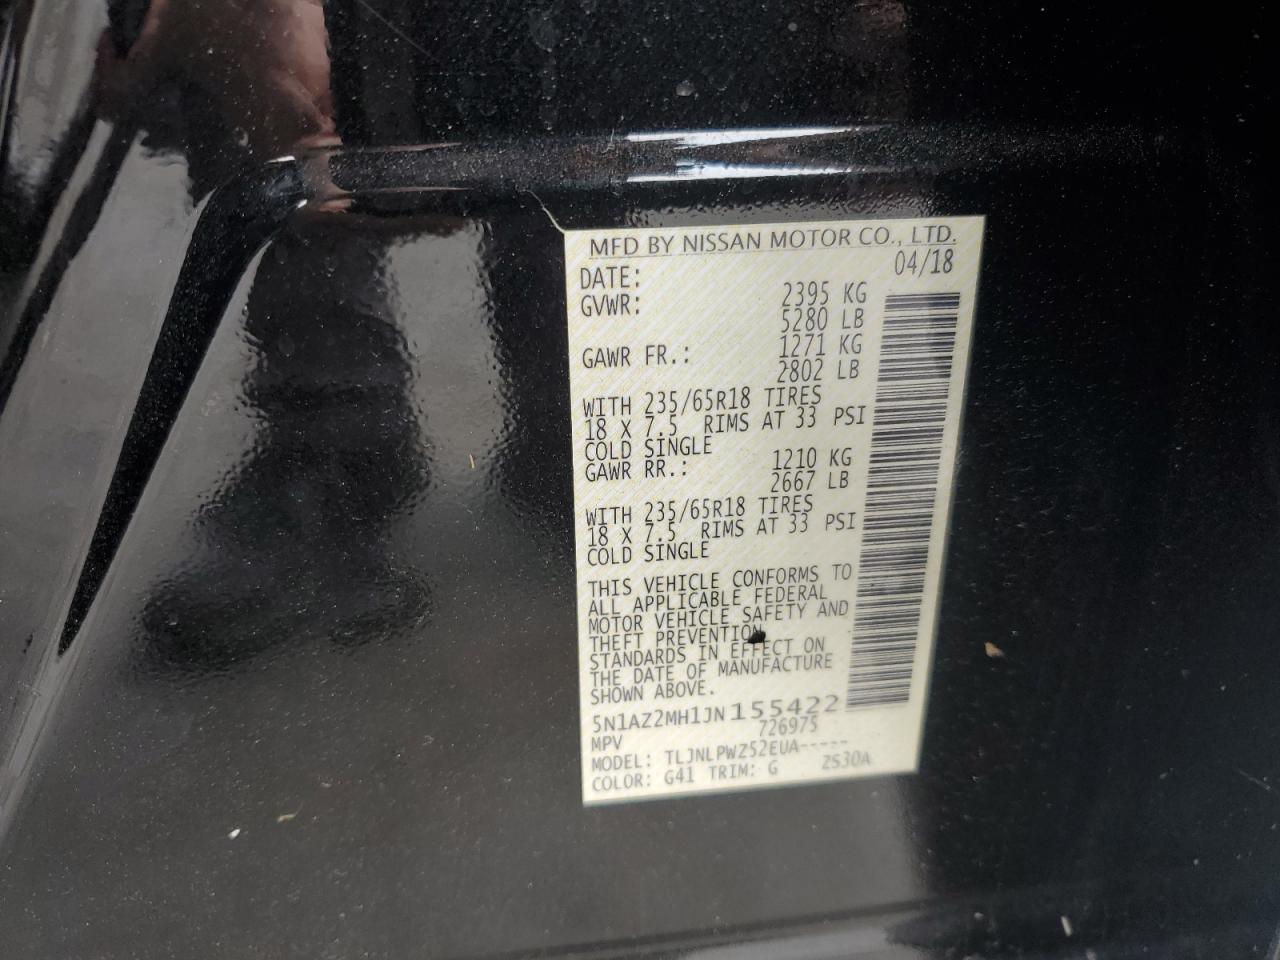 MFD BY NISSAN MOTOR CO., LTD.
DATE: 04/18
GVWR: 2395 KG
5280 LB
GAWR FR.: 1271 KG
2802 LB
WITH 235/65R18 TIRES
18 X 7.5 RIMS AT 33 PSI
COLD SINGLE
GAWR RR.: 1210 KG
2667 LB
WITH 235/65R18 TIRES
18 X 7.5 RIMS AT 33 PSI
COLD SINGLE
THIS VEHICLE CONFORMS TO
ALL APPLICABLE FEDERAL
MOTOR VEHICLE SAFETY AND
THEFT PREVENTION
STANDARDS IN EFFECT ON
THE DATE OF MANUFACTURE
SHOWN ABOVE.
5N1AZ2MH1JN155422
MPV 726975
MODEL: TLJNLPWZ52EUA-----
COLOR: G41 TRIM: G ZS30A